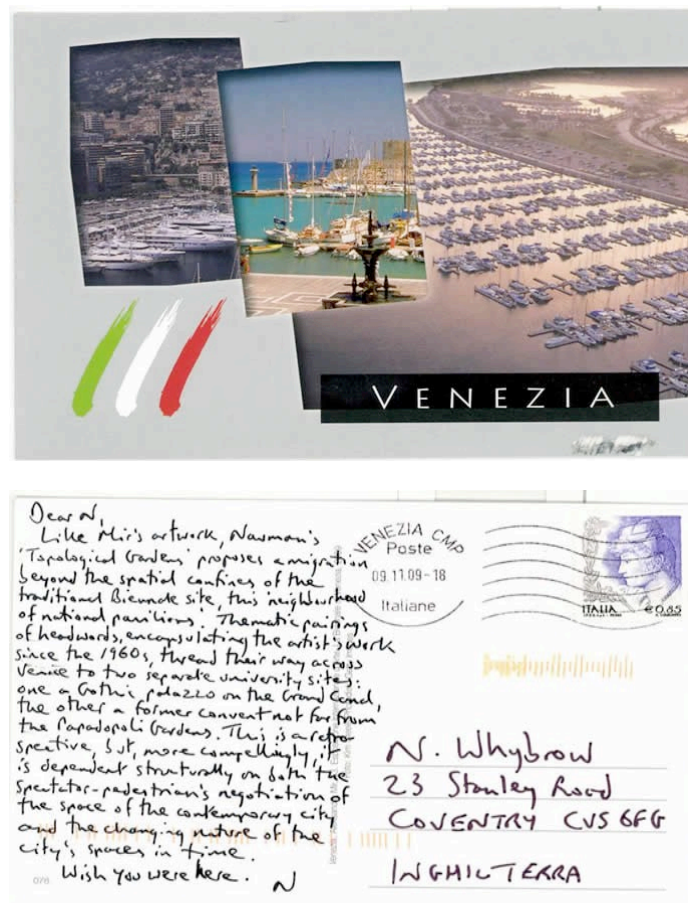 VENEZIA
Dear N,
Like Mir's artwork, Nauman's
'Topological Gardens' proposes a migration
beyond the spatial confines of the
traditional Biennale site, this 'neighbourhood
of national pavilions'. Thematic pairings
of headwords, encapsulating the artist's work
since the 1960s, thread their way across
Venice to two separate university sites:
one a Gothic palazzo on the Grand Canal,
the other a former convent not far from
the Papadopoli Gardens. This is a retro-
spective, but, more compellingly, it
is dependent structurally on both the
spectator-pedestrian's negotiation of
the space of the contemporary city
and the changing nature of the
city's spaces in time.
Wish you were here.
N
076
VENEZIA CMP
Poste
09.11.09-18
Italiane
ITALIA €0,85
N. Whybrow
23 Stanley Road
COVENTRY CV5 6FG
INGHILTERRA